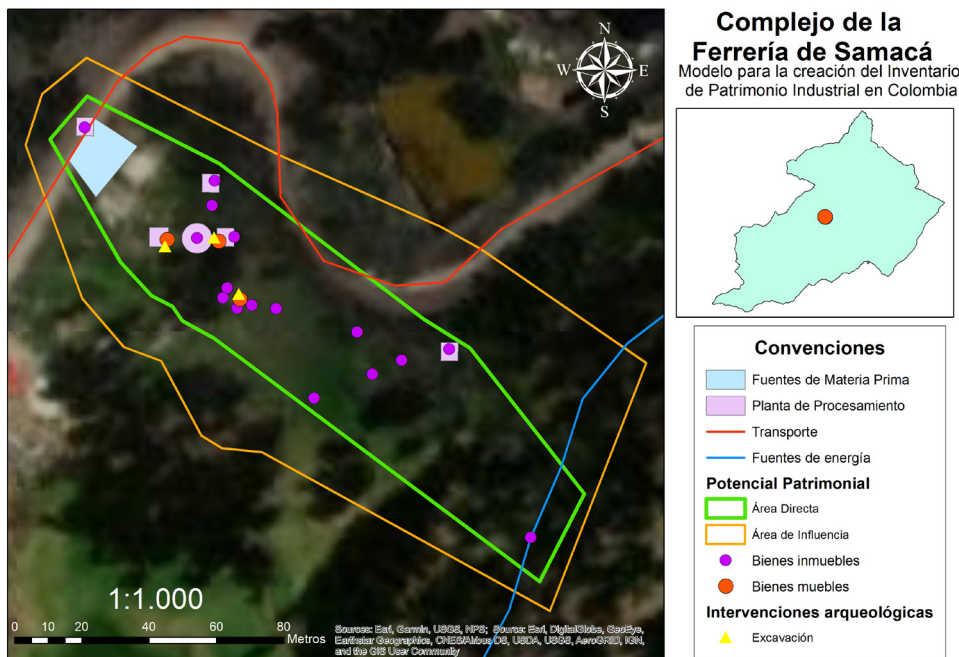 Complejo de la
Ferrería de Samacá
Modelo para la creación del Inventario
de Patrimonio Industrial en Colombia
N
W E
S
Convenciones
Fuentes de Materia Prima
Planta de Procesamiento
Transporte
Fuentes de energía
Potencial Patrimonial
Área Directa
Área de Influencia
Bienes inmuebles
Bienes muebles
Intervenciones arqueológicas
Excavación
1:1.000
0 10 20 40 60 80
Metros
Sources: Esri, Garmin, USGS, NPS; Source: Esri, DigitalGlobe, GeoEye,
Earthstar Geographics, CNES/Airbus DS, USDA, USGS, AeroGRID, IGN,
and the GIS User Community